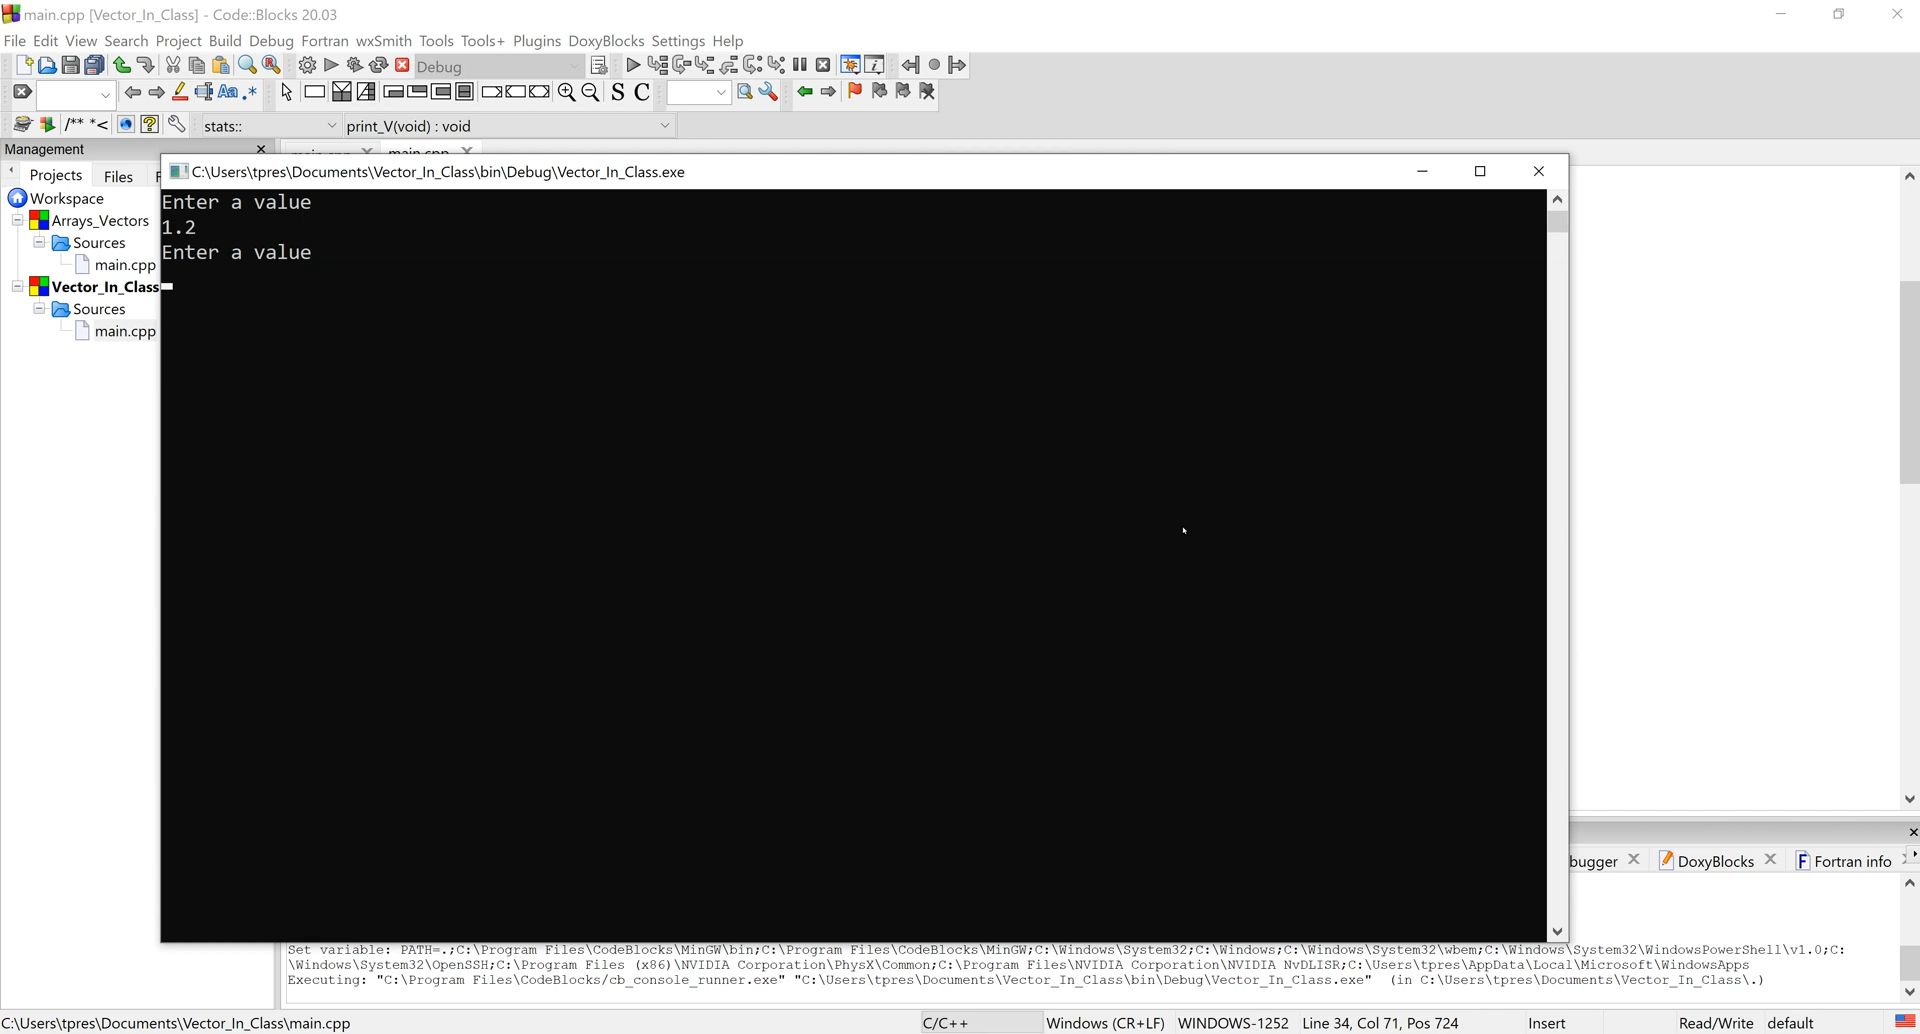 main.cpp [Vector_In_Class] - Code::Blocks 20.03
File Edit View Search Project Build Debug Fortran wxSmith Tools Tools+ Plugins DoxyBlocks Settings Help
Debug
Aa .*
S C
/** *<
stats::
print_V(void) : void
Management
main.cpp
main.cpp
Projects
Files
C:\Users\tpres\Documents\Vector_In_Class\bin\Debug\Vector_In_Class.exe
Workspace
Arrays_Vectors
Sources
main.cpp
Vector_In_Class
Sources
main.cpp
Enter a value
1.2
Enter a value
bugger
DoxyBlocks
Fortran info
Set variable: PATH=.;C:\Program Files\CodeBlocks\MinGW\bin;C:\Program Files\CodeBlocks\MinGW;C:\Windows\System32;C:\Windows;C:\Windows\System32\wbem;C:\Windows\System32\WindowsPowerShell\v1.0;C:
\Windows\System32\OpenSSH;C:\Program Files (x86)\NVIDIA Corporation\PhysX\Common;C:\Program Files\NVIDIA Corporation\NVIDIA NvDLISR;C:\Users\tpres\AppData\Local\Microsoft\WindowsApps
Executing: "C:\Program Files\CodeBlocks/cb_console_runner.exe" "C:\Users\tpres\Documents\Vector_In_Class\bin\Debug\Vector_In_Class.exe" (in C:\Users\tpres\Documents\Vector_In_Class\.)
C:\Users\tpres\Documents\Vector_In_Class\main.cpp
C/C++
Windows (CR+LF)
WINDOWS-1252
Line 34, Col 71, Pos 724
Insert
Read/Write
default